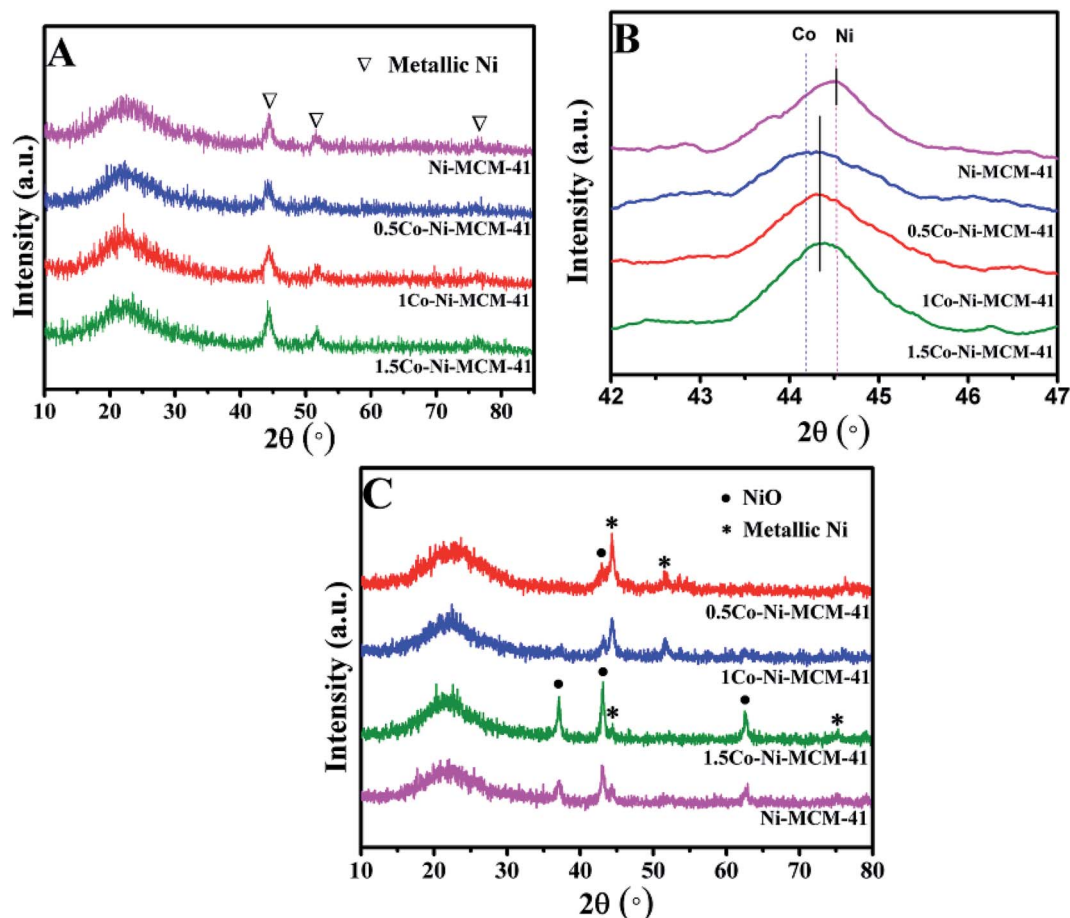 A
▽ Metallic Ni
Ni-MCM-41
0.5Co-Ni-MCM-41
1Co-Ni-MCM-41
1.5Co-Ni-MCM-41
Intensity (a.u.)
10 20 30 40 50 60 70 80
2θ (°)
B
Co Ni
Ni-MCM-41
0.5Co-Ni-MCM-41
1Co-Ni-MCM-41
1.5Co-Ni-MCM-41
Intensity (a.u.)
42 43 44 45 46 47
2θ (°)
C
• NiO
* Metallic Ni
0.5Co-Ni-MCM-41
1Co-Ni-MCM-41
1.5Co-Ni-MCM-41
Ni-MCM-41
Intensity (a.u.)
10 20 30 40 50 60 70 80
2θ (°)